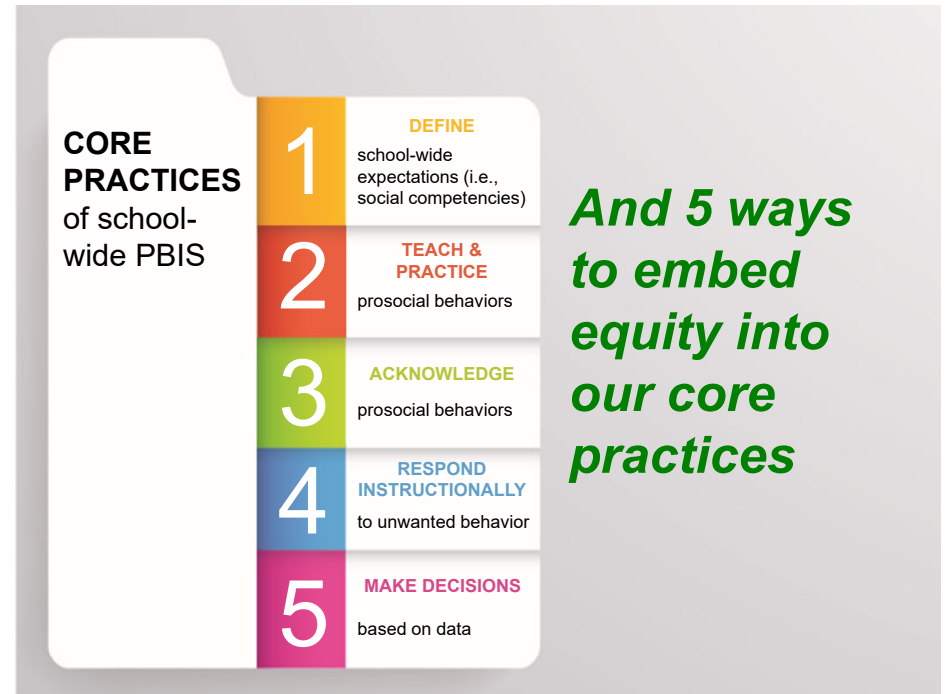 CORE
PRACTICES
of school-
wide PBIS
1
DEFINE
school-wide
expectations (i.e.,
social competencies)
2
TEACH &
PRACTICE
prosocial behaviors
3
ACKNOWLEDGE
prosocial behaviors
4
RESPOND
INSTRUCTIONALLY
to unwanted behavior
5
MAKE DECISIONS
based on data
And 5 ways
to embed
equity into
our core
practices